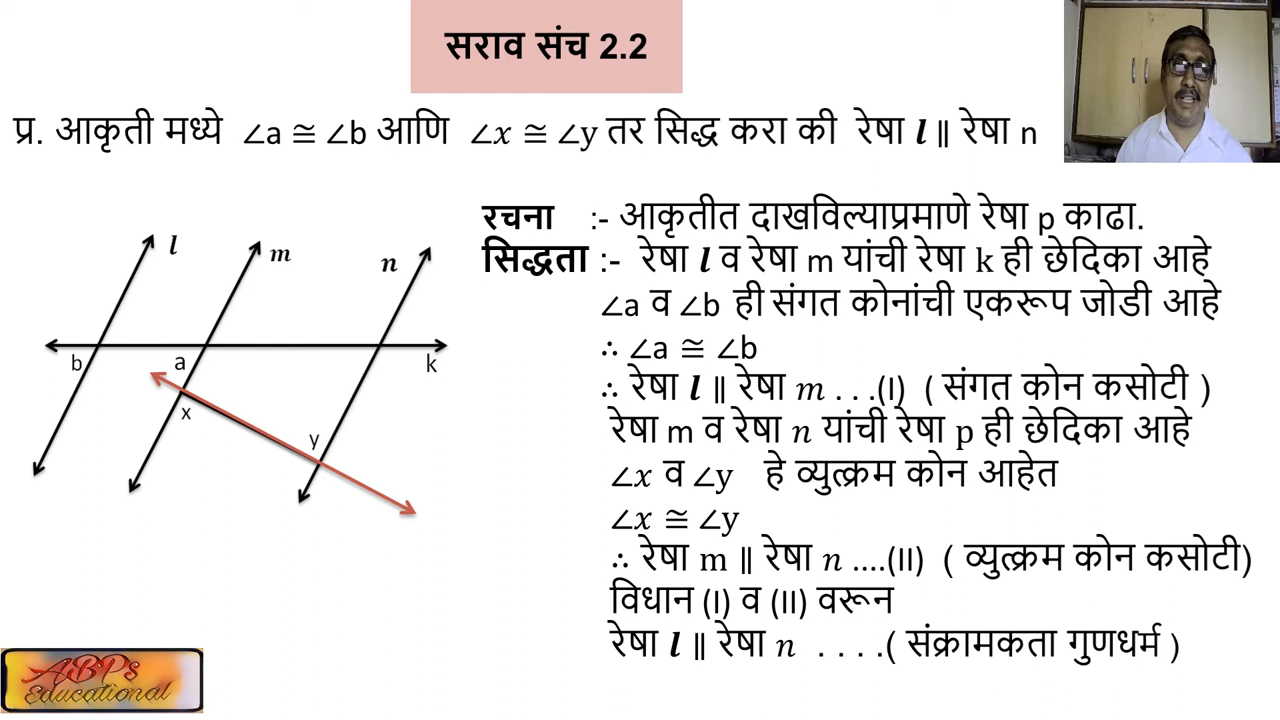 सराव संच 2.2
प्र. आकृती मध्ये ∠a ≅ ∠b आणि ∠x ≅ ∠y तर सिद्ध करा की रेषा l ∥ रेषा n
रचना :- आकृतीत दाखविल्याप्रमाणे रेषा p काढा.
सिद्धता :- रेषा l व रेषा m यांची रेषा k ही छेदिका आहे
∠a व ∠b ही संगत कोनांची एकरूप जोडी आहे
∴ ∠a ≅ ∠b
∴ रेषा l ∥ रेषा m . . .(I) ( संगत कोन कसोटी )
रेषा m व रेषा n यांची रेषा p ही छेदिका आहे
∠x व ∠y हे व्युत्क्रम कोन आहेत
∠x ≅ ∠y
∴ रेषा m ∥ रेषा n ....(II) ( व्युत्क्रम कोन कसोटी)
विधान (I) व (II) वरून
रेषा l ∥ रेषा n . . . .( संक्रामकता गुणधर्म )
l
m
n
b
a
k
x
y
ABPs
Educational